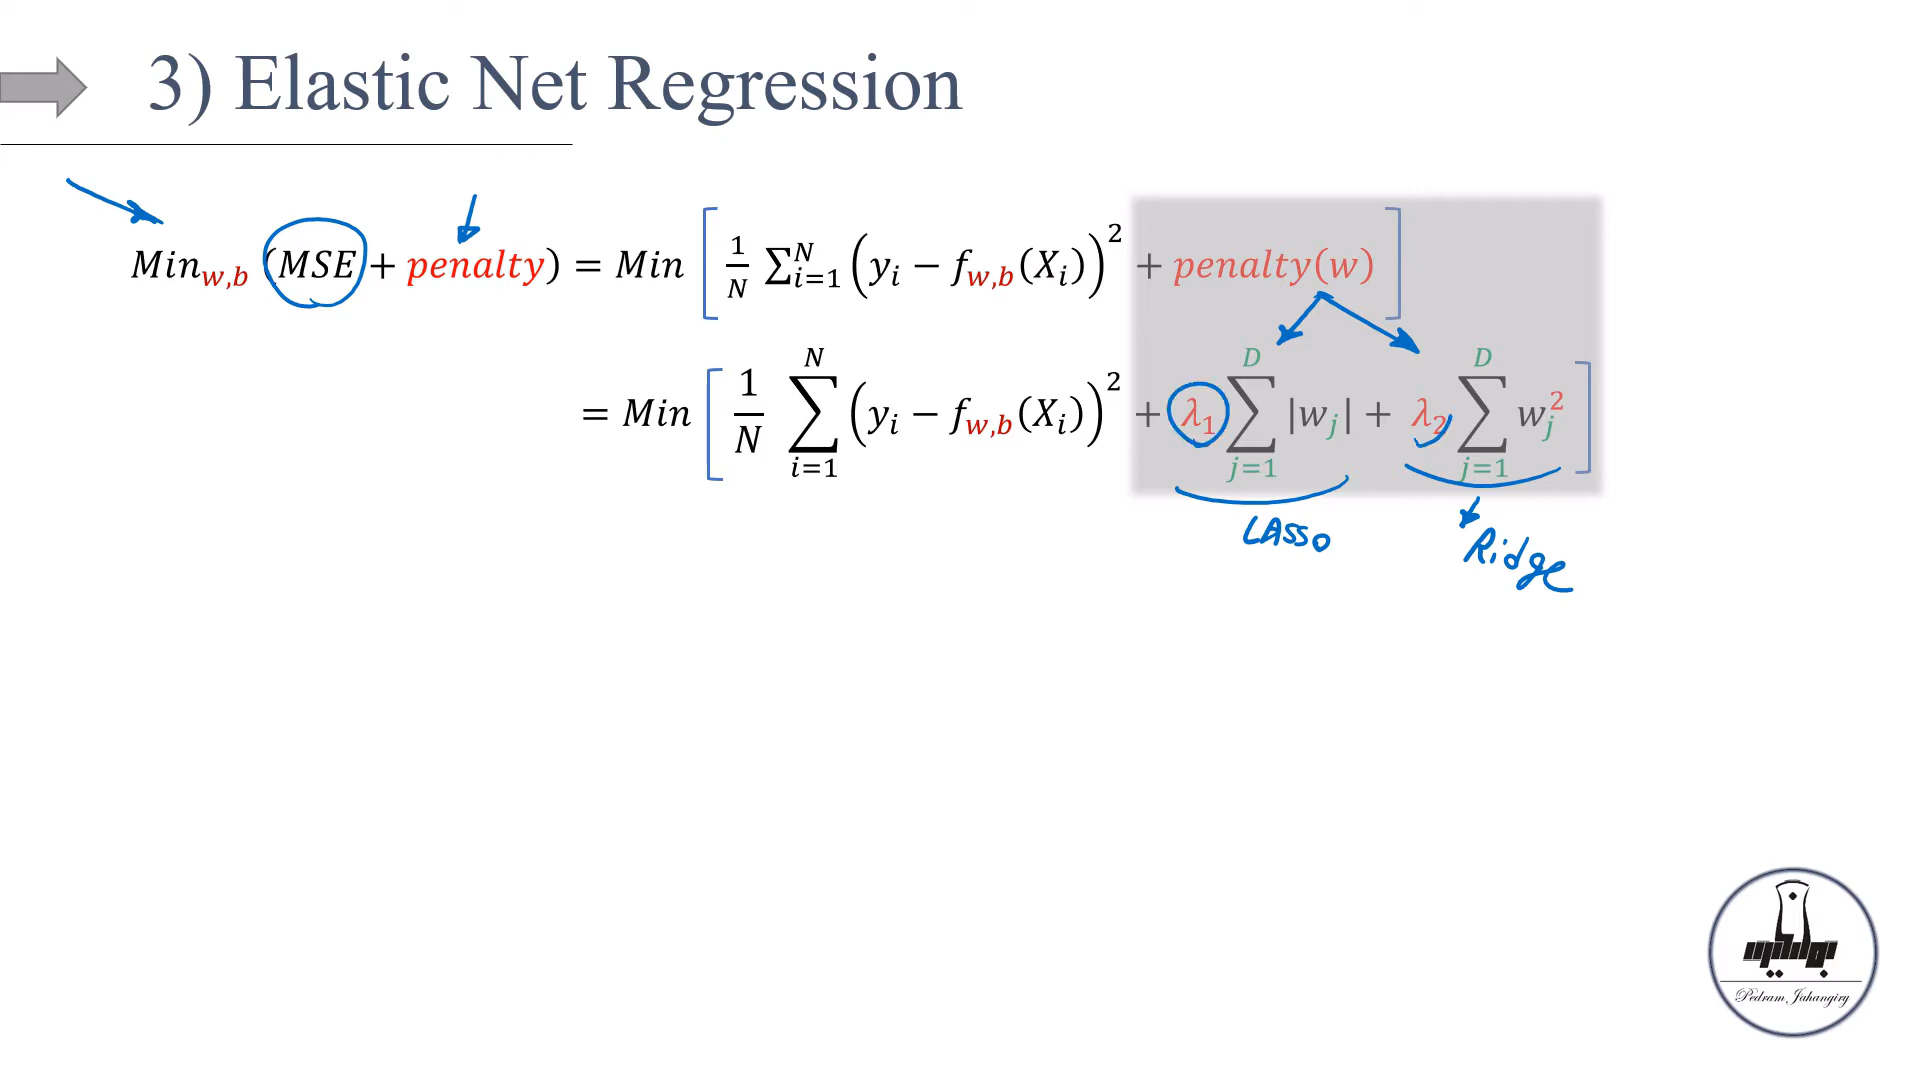 3) Elastic Net Regression
Min_{w,b} (MSE + penalty) = Min [ 1/N ∑_{i=1}^{N} (y_i − f_{w,b}(X_i))^2 + penalty(w) ]
= Min [ 1/N ∑_{i=1}^{N} (y_i − f_{w,b}(X_i))^2 + λ_1 ∑_{j=1}^{D} |w_j| + λ_2 ∑_{j=1}^{D} w_j^2 ]
LASSO
Ridge
Pedram Jahangiry